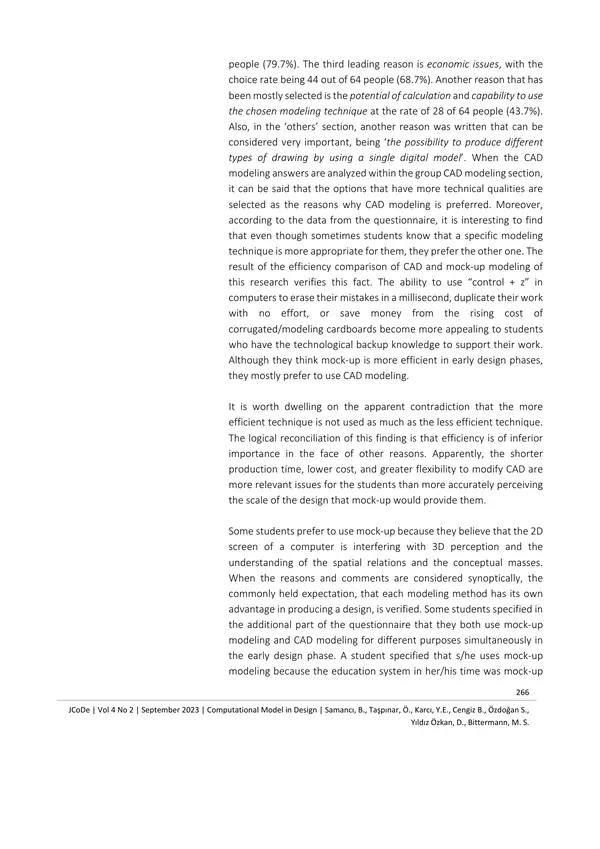 people (79.7%). The third leading reason is economic issues, with the
choice rate being 44 out of 64 people (68.7%). Another reason that has
been mostly selected is the potential of calculation and capability to use
the chosen modeling technique at the rate of 28 of 64 people (43.7%).
Also, in the ‘others’ section, another reason was written that can be
considered very important, being ‘the possibility to produce different
types of drawing by using a single digital model’. When the CAD
modeling answers are analyzed within the group CAD modeling section,
it can be said that the options that have more technical qualities are
selected as the reasons why CAD modeling is preferred. Moreover,
according to the data from the questionnaire, it is interesting to find
that even though sometimes students know that a specific modeling
technique is more appropriate for them, they prefer the other one. The
result of the efficiency comparison of CAD and mock-up modeling of
this research verifies this fact. The ability to use “control + z” in
computers to erase their mistakes in a millisecond, duplicate their work
with no effort, or save money from the rising cost of
corrugated/modeling cardboards become more appealing to students
who have the technological backup knowledge to support their work.
Although they think mock-up is more efficient in early design phases,
they mostly prefer to use CAD modeling.
It is worth dwelling on the apparent contradiction that the more
efficient technique is not used as much as the less efficient technique.
The logical reconciliation of this finding is that efficiency is of inferior
importance in the face of other reasons. Apparently, the shorter
production time, lower cost, and greater flexibility to modify CAD are
more relevant issues for the students than more accurately perceiving
the scale of the design that mock-up would provide them.
Some students prefer to use mock-up because they believe that the 2D
screen of a computer is interfering with 3D perception and the
understanding of the spatial relations and the conceptual masses.
When the reasons and comments are considered synoptically, the
commonly held expectation, that each modeling method has its own
advantage in producing a design, is verified. Some students specified in
the additional part of the questionnaire that they both use mock-up
modeling and CAD modeling for different purposes simultaneously in
the early design phase. A student specified that s/he uses mock-up
modeling because the education system in her/his time was mock-up
266
JCoDe | Vol 4 No 2 | September 2023 | Computational Model in Design | Samancı, B., Taşpınar, Ö., Karcı, Y.E., Cengiz B., Özdoğan S.,
Yıldız Özkan, D., Bittermann, M. S.